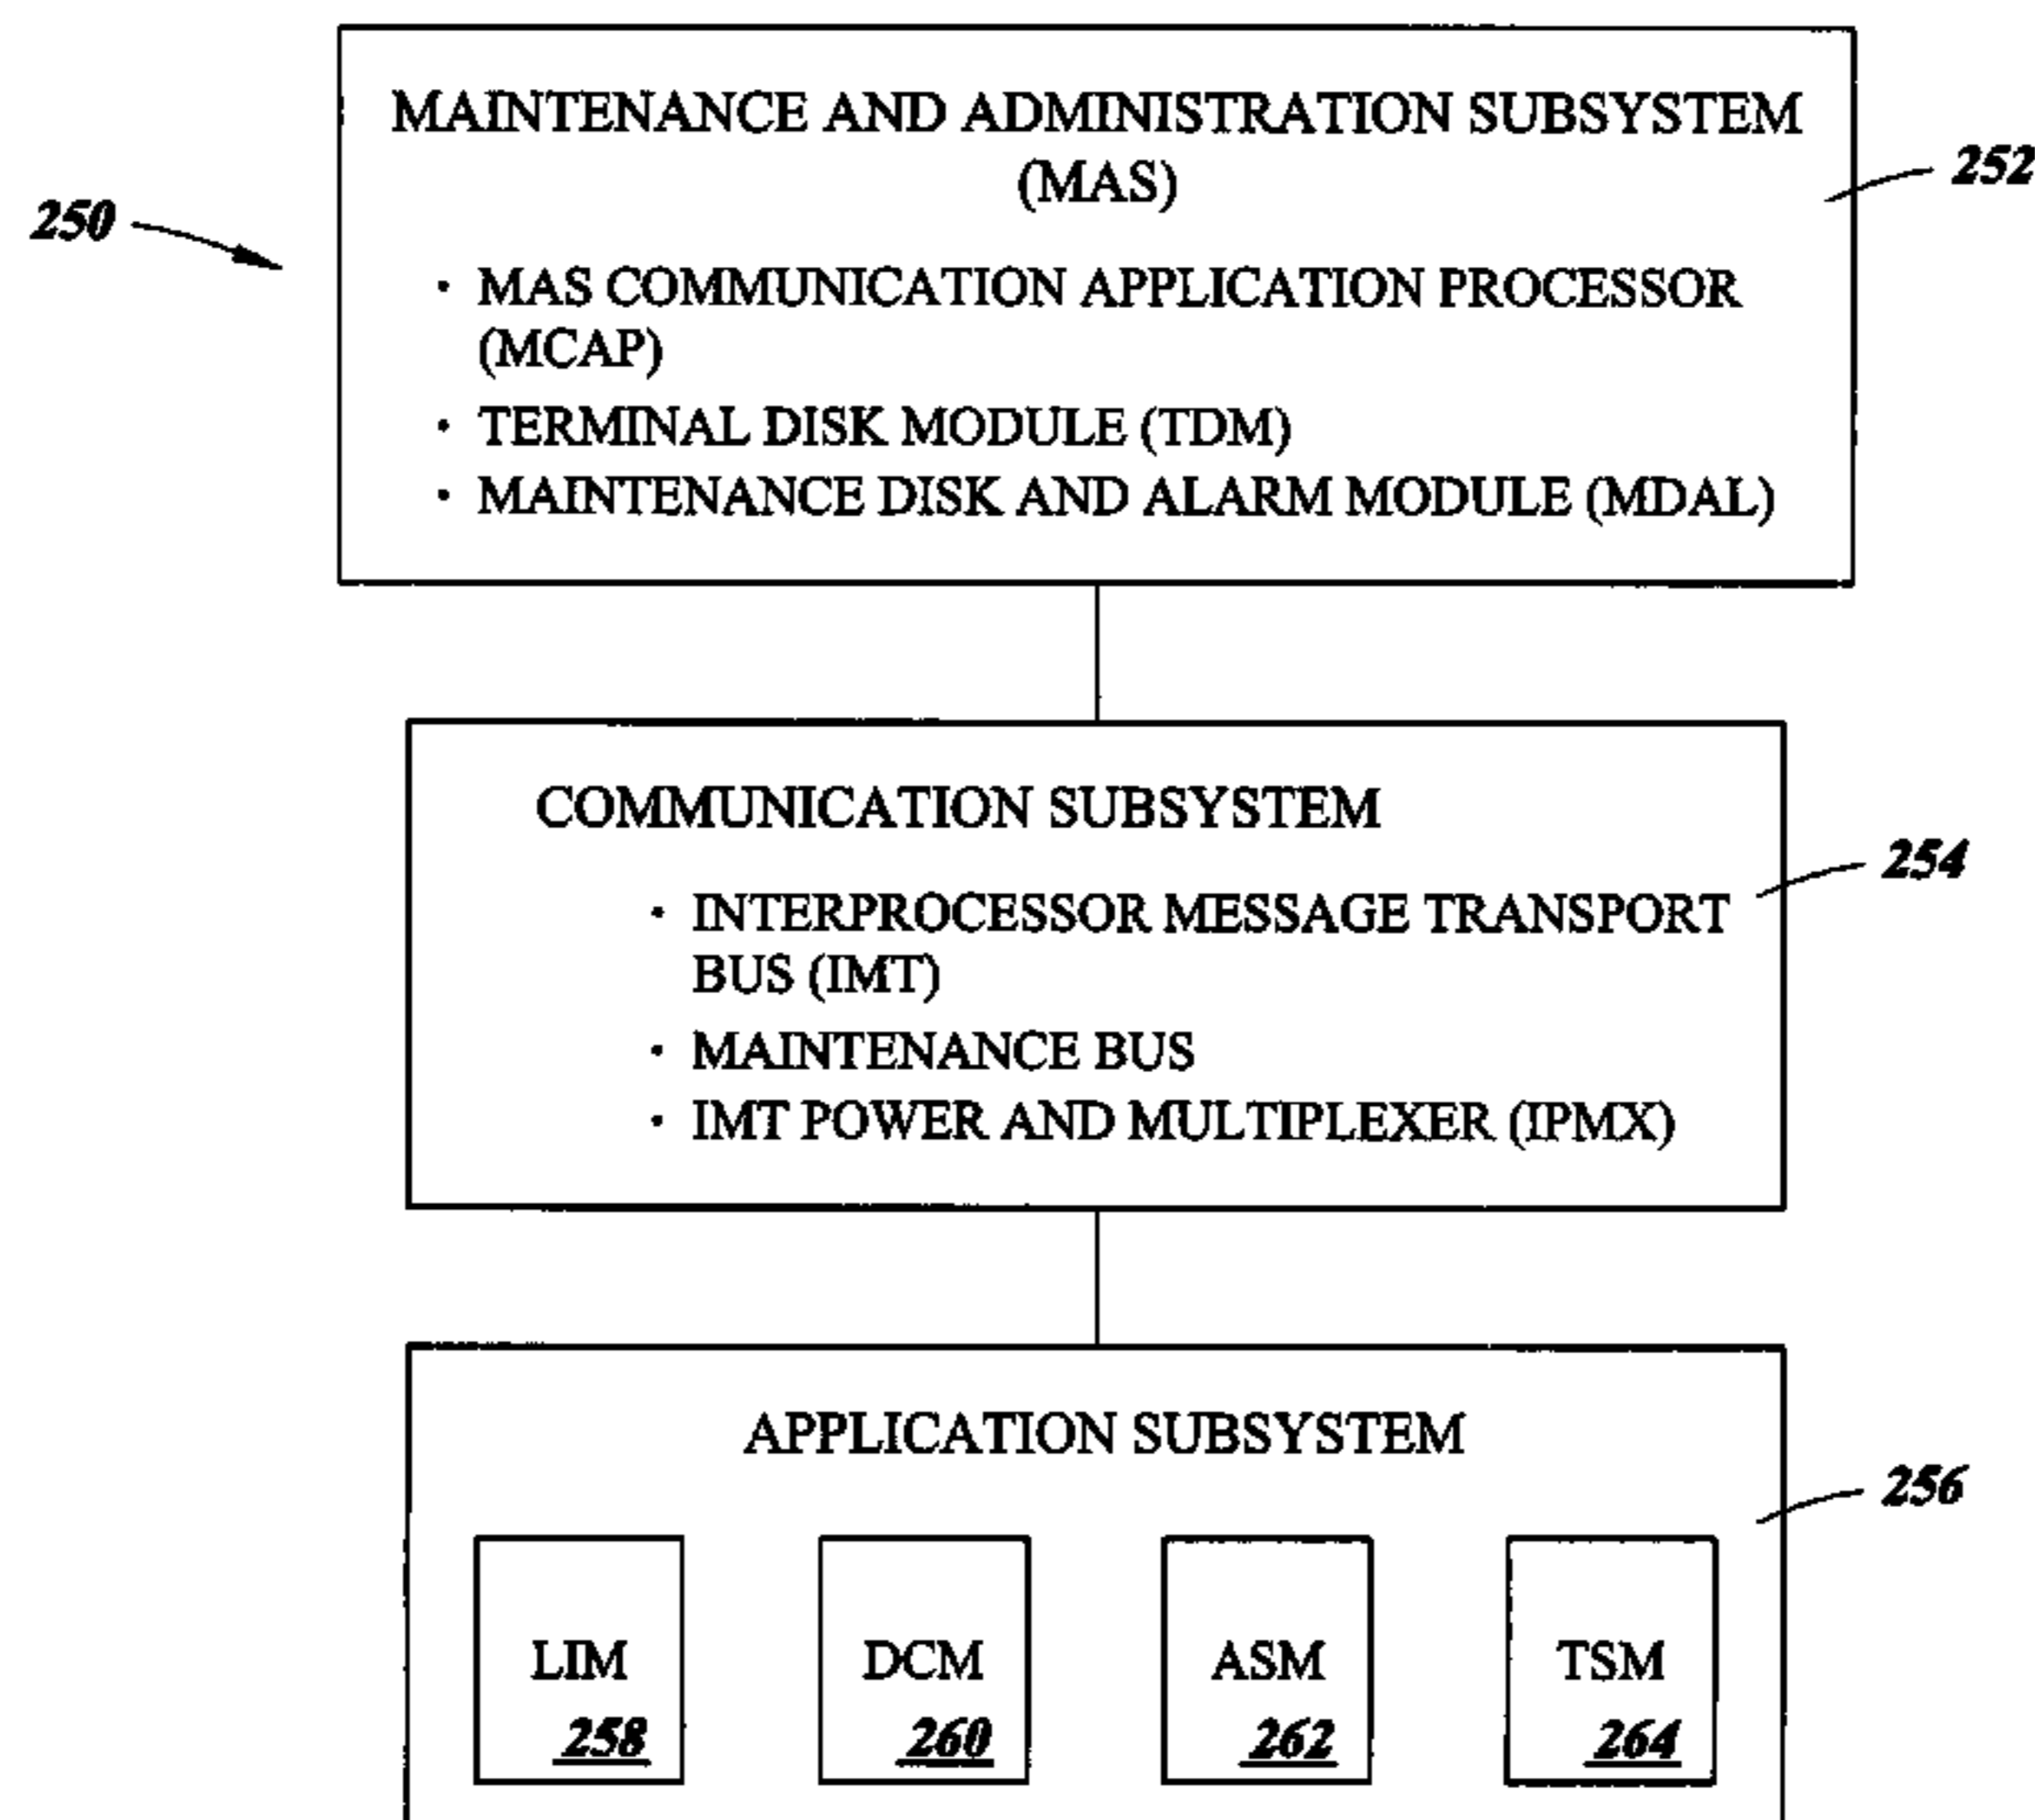 MAINTENANCE AND ADMINISTRATION SUBSYSTEM
(MAS)
252
250
· MAS COMMUNICATION APPLICATION PROCESSOR
(MCAP)
· TERMINAL DISK MODULE (TDM)
· MAINTENANCE DISK AND ALARM MODULE (MDAL)
COMMUNICATION SUBSYSTEM
254
· INTERPROCESSOR MESSAGE TRANSPORT
BUS (IMT)
· MAINTENANCE BUS
· IMT POWER AND MULTIPLEXER (IPMX)
APPLICATION SUBSYSTEM
256
LIM
258
DCM
260
ASM
262
TSM
264